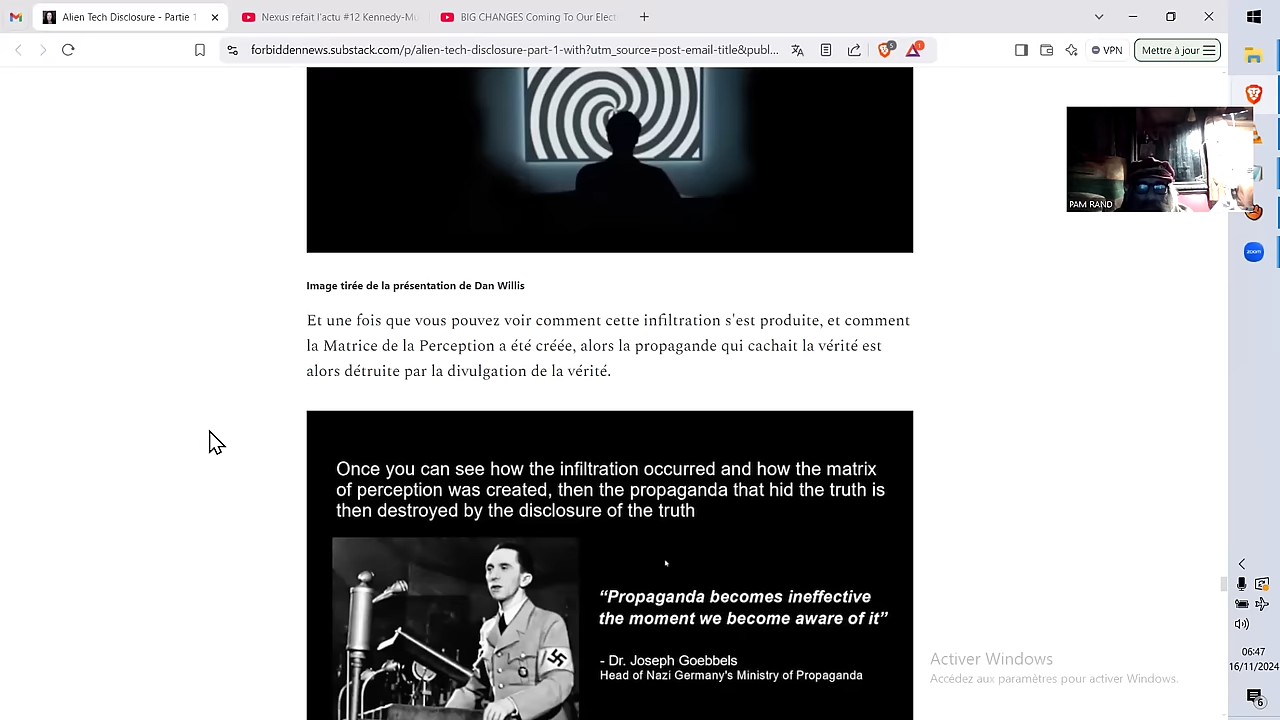 Alien Tech Disclosure - Partie 1
Nexus refait l'actu #12 Kennedy-Mu
BIG CHANGES Coming To Our Elect
forbiddennews.substack.com/p/alien-tech-disclosure-part-1-with?utm_source=post-email-title&publ...
5
1
VPN
Mettre à jour
PAM RAND
zoom
Image tirée de la présentation de Dan Willis
Et une fois que vous pouvez voir comment cette infiltration s'est produite, et comment
la Matrice de la Perception a été créée, alors la propagande qui cachait la vérité est
alors détruite par la divulgation de la vérité.
Once you can see how the infiltration occurred and how the matrix
of perception was created, then the propaganda that hid the truth is
then destroyed by the disclosure of the truth
“Propaganda becomes ineffective
the moment we become aware of it”
- Dr. Joseph Goebbels
Head of Nazi Germany's Ministry of Propaganda
Activer Windows
Accédez aux paramètres pour activer Windows.
06:47
16/11/2024
6